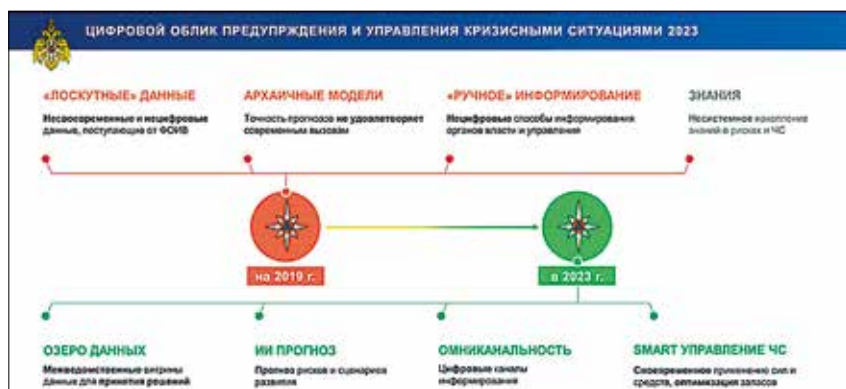 ЦИФРОВОЙ ОБЛИК ПРЕДУПРЖДЕНИЯ И УПРАВЛЕНИЯ КРИЗИСНЫМИ СИТУАЦИЯМИ 2023
«ЛОСКУТНЫЕ» ДАННЫЕ
Несвоевременные и нецифровые
данные, поступающие от ФОИВ
АРХАИЧНЫЕ МОДЕЛИ
Точность прогнозов не удовлетворяет
современным вызовам
«РУЧНОЕ» ИНФОРМИРОВАНИЕ
Нецифровые способы информирования
органов власти и управления
ЗНАНИЯ
Несистемное накопление
знаний о рисках и ЧС
на 2019 г.
в 2023 г.
ОЗЕРО ДАННЫХ
Межведомственные витрины
данных для принятия решений
ИИ ПРОГНОЗ
Прогноз рисков и сценариев
развития
ОМНИКАНАЛЬНОСТЬ
Цифровые каналы
информирования
SMART УПРАВЛЕНИЕ ЧС
Своевременное применение сил и
средств, оптимизация запасов